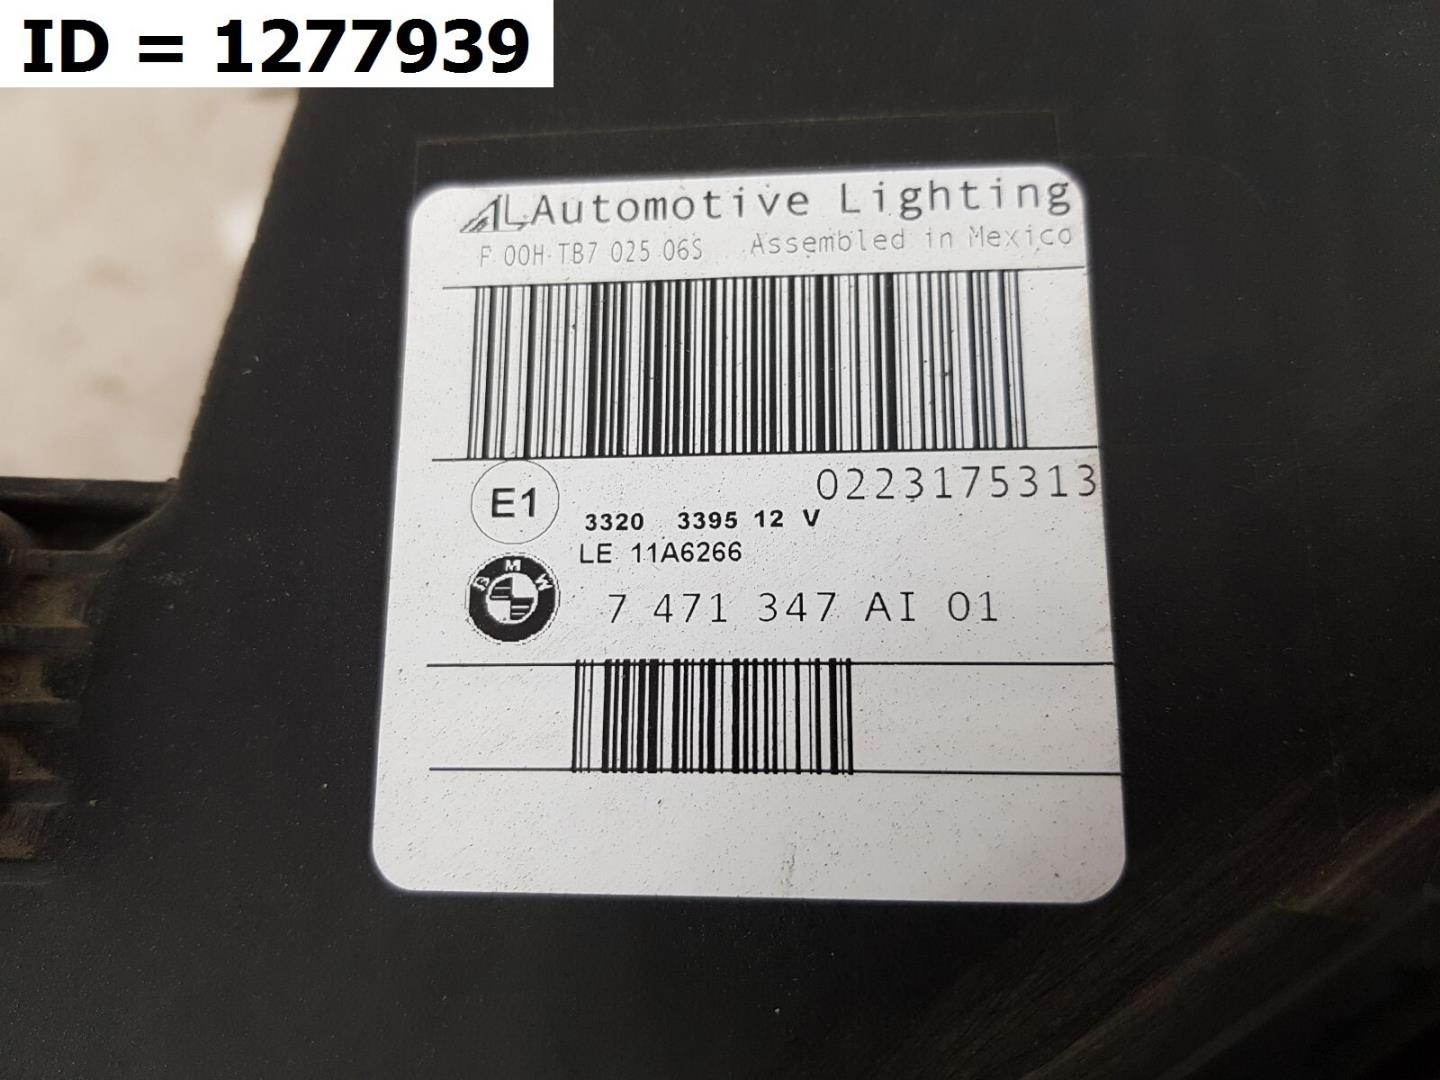 ID = 1277939
AL Automotive Lighting
F 00H TB7 025 06S Assembled in Mexico
0223175313
E1
3320 3395 12 V
LE 11A6266
BMW
7 471 347 AI 01